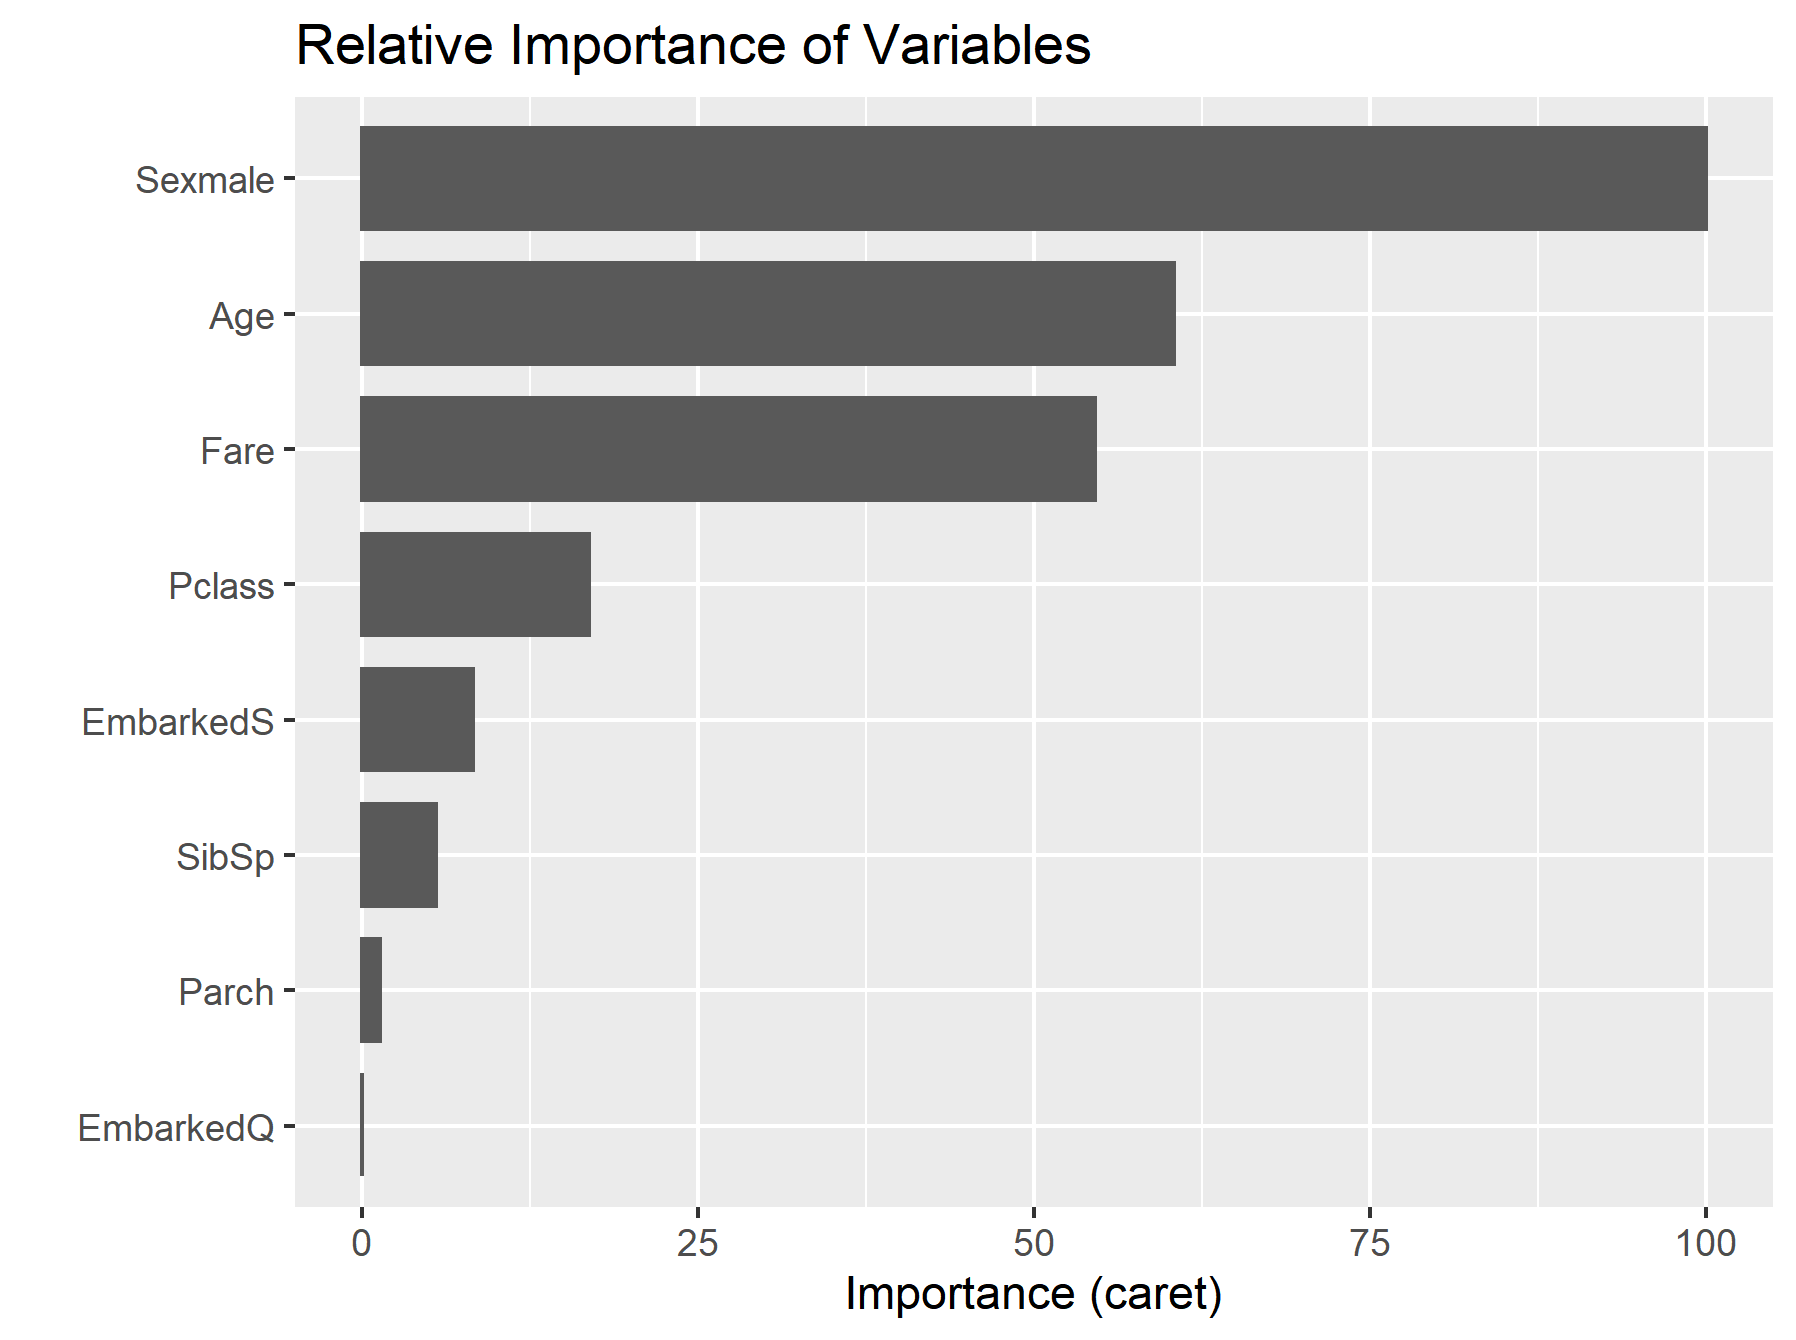 Relative Importance of Variables
Sexmale
Age
Fare
Pclass
EmbarkedS
SibSp
Parch
EmbarkedQ
0 25 50 75 100
Importance (caret)